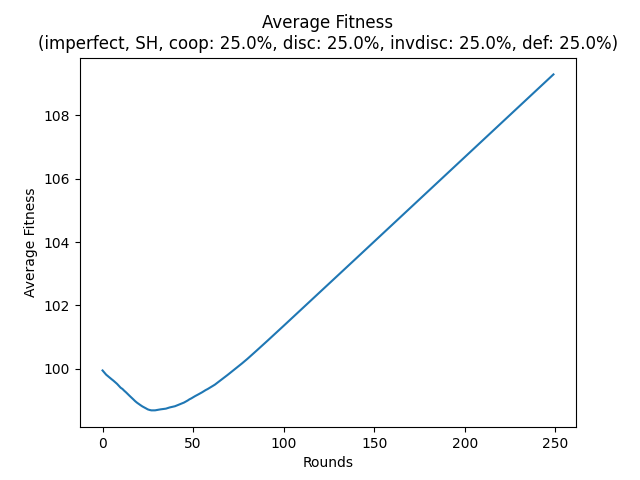 Average Fitness
(imperfect, SH, coop: 25.0%, disc: 25.0%, invdisc: 25.0%, def: 25.0%)
108
106
104
102
100
Average Fitness
0
50
100
150
200
250
Rounds